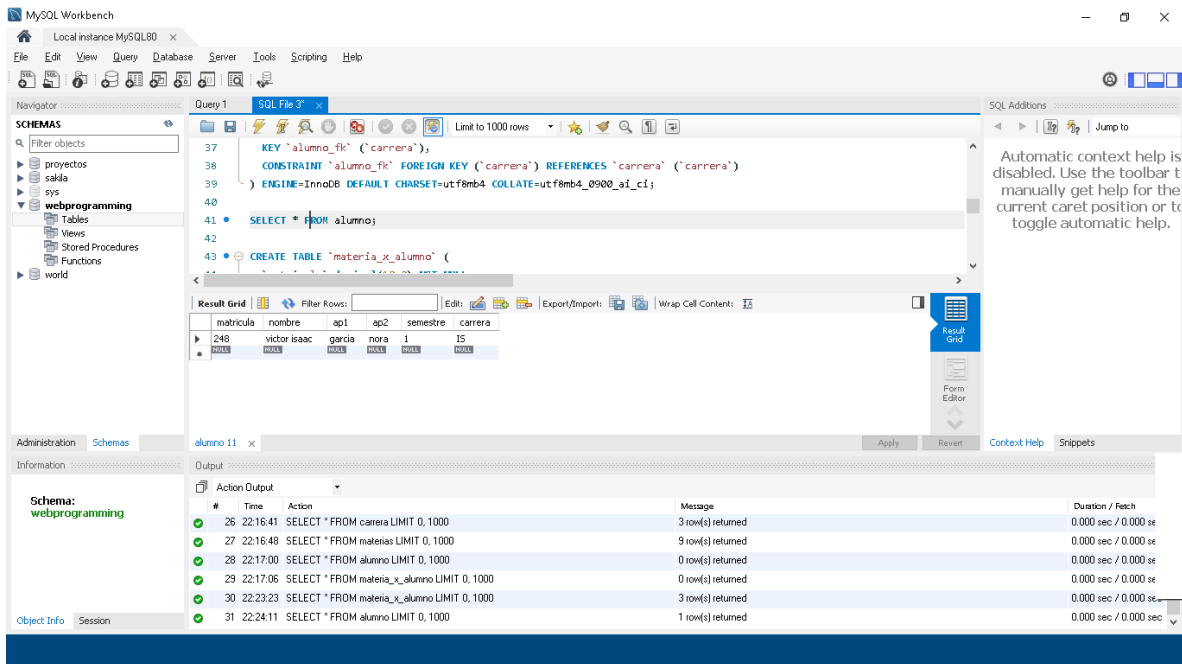 MySQL Workbench
Local instance MySQL80
File Edit View Query Database Server Tools Scripting Help
Navigator
SCHEMAS
Filter objects
proyectos
sakila
sys
webprogramming
Tables
Views
Stored Procedures
Functions
world
Administration Schemas
Query 1 SQL File 3*
Limit to 1000 rows
37 KEY `alumno_fk` (`carrera`),
38 CONSTRAINT `alumno_fk` FOREIGN KEY (`carrera`) REFERENCES `carrera` (`carrera`)
39 ) ENGINE=InnoDB DEFAULT CHARSET=utf8mb4 COLLATE=utf8mb4_0900_ai_ci;
40
41 SELECT * FROM alumno;
42
43 CREATE TABLE `materia_x_alumno` (
Result Grid Filter Rows: Edit: Export/Import: Wrap Cell Content:
matricula nombre ap1 ap2 semestre carrera
248 victor isaac garcia nora 1 IS
NULL NULL NULL NULL NULL NULL
Result Grid
Form Editor
alumno 11 Apply Revert
SQL Additions
Jump to
Automatic context help is
disabled. Use the toolbar t
manually get help for the
current caret position or to
toggle automatic help.
Context Help Snippets
Information
Schema:
webprogramming
Object Info Session
Output
Action Output
# Time Action Message Duration / Fetch
26 22:16:41 SELECT * FROM carrera LIMIT 0, 1000 3 row(s) returned 0.000 sec / 0.000 se
27 22:16:48 SELECT * FROM materias LIMIT 0, 1000 9 row(s) returned 0.000 sec / 0.000 se
28 22:17:00 SELECT * FROM alumno LIMIT 0, 1000 0 row(s) returned 0.000 sec / 0.000 se
29 22:17:06 SELECT * FROM materia_x_alumno LIMIT 0, 1000 0 row(s) returned 0.000 sec / 0.000 se
30 22:23:23 SELECT * FROM materia_x_alumno LIMIT 0, 1000 3 row(s) returned 0.000 sec / 0.000 sec
31 22:24:11 SELECT * FROM alumno LIMIT 0, 1000 1 row(s) returned 0.000 sec / 0.000 sec